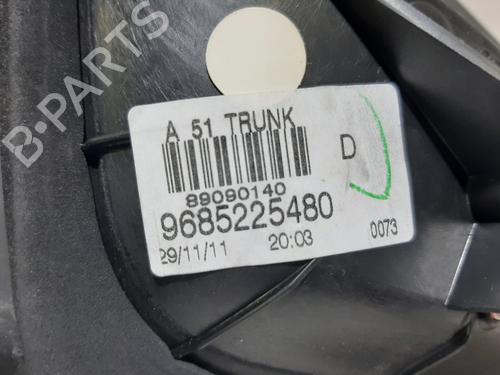 B-PARTS
A 51 TRUNK
D
89090140
9685225480
29/11/11 20:03 0073